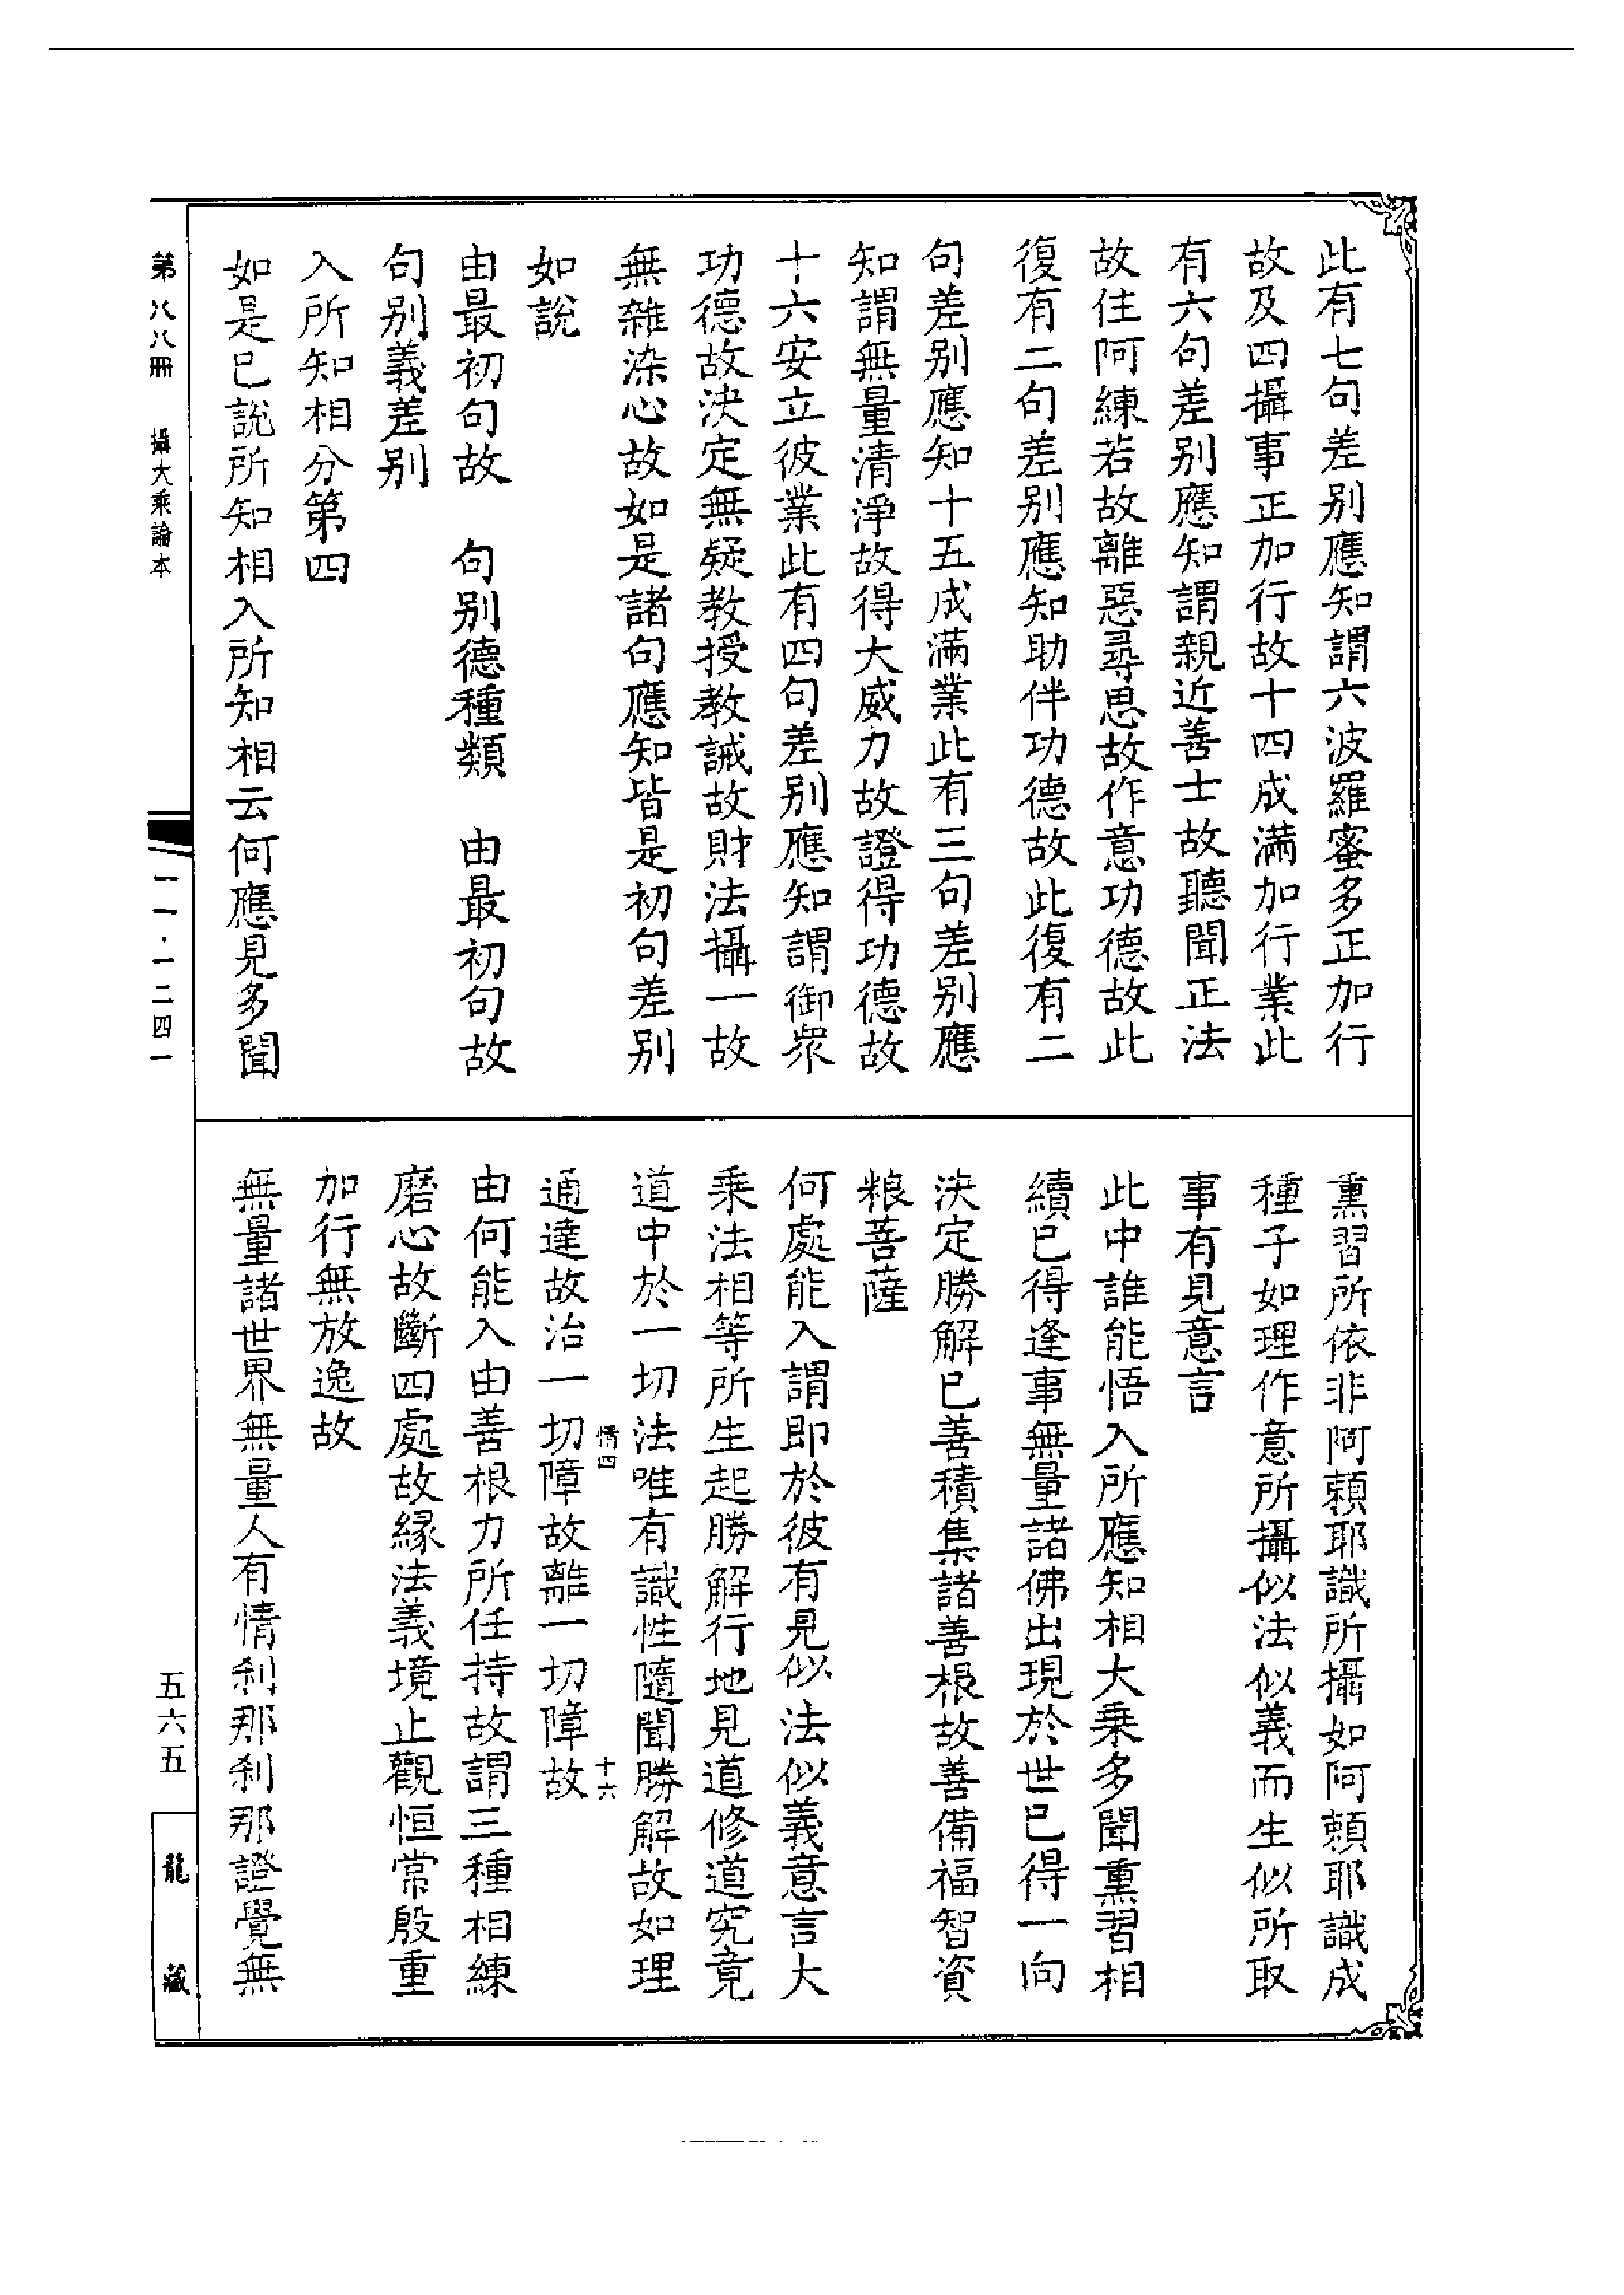 此有七句差别應知謂六波羅蜜多正加行
故及四攝事正加行故十四成滿加行業此
有六句差别應知謂親近善士故聽聞正法
故住阿練若故離惡尋思故作意功德故此
復有二句差别應知助伴功德故此復有二
句差别應知十五成滿業此有三句差别應
知謂無量清淨故得大威力故證得功德故
十六安立彼業此有四句差别應知謂御衆
功德故決定無疑教授教誡故財法攝一故
無雜染心故如是諸句應知皆是初句差别
如說
由最初句故　句别德種類　由最初句故
句别義差别
入所知相分第四
如是已說所知相入所知相云何應見多聞
熏習所依非阿賴耶識所攝如阿賴耶識成
種子如理作意所攝似法似義而生似所取
事有見意言
此中誰能悟入所應知相大乘多聞熏習相
續已得逢事無量諸佛出現於世已得一向
決定勝解已善積集諸善根故善備福智資
粮菩薩
何處能入謂即於彼有見似法似義意言大
乘法相等所生起勝解行地見道修道究竟
道中於一切法唯有識性隨聞勝解故如理
情四　十六
通達故治一切障故離一切障故
由何能入由善根力所任持故謂三種相練
磨心故斷四處故緣法義境止觀恒常殷重
加行無放逸故
無量諸世界無量人有情刹那刹那證覺無
第八八冊　攝大乘論本
一一·一二四一
五六五
龍藏